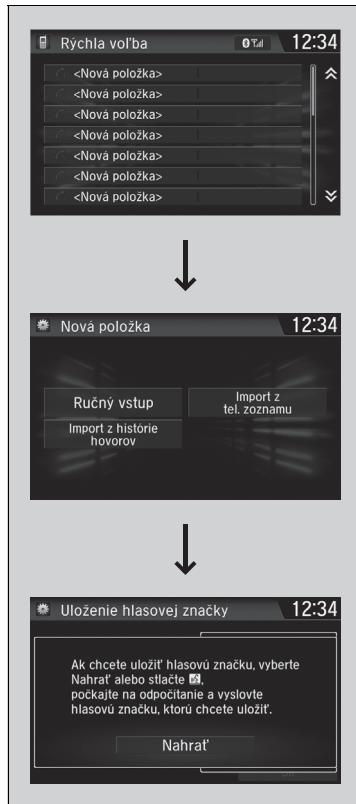 Rýchla voľba 12:34
<Nová položka>
<Nová položka>
<Nová položka>
<Nová položka>
<Nová položka>
<Nová položka>
<Nová položka>
Nová položka 12:34
Ručný vstup
Import z
tel. zoznamu
Import z histórie
hovorov
Uloženie hlasovej značky 12:34
Ak chcete uložiť hlasovú značku, vyberte
Nahrať alebo stlačte
počkajte na odpočítanie a vyslovte
hlasovú značku, ktorú chcete uložiť.
Nahrať